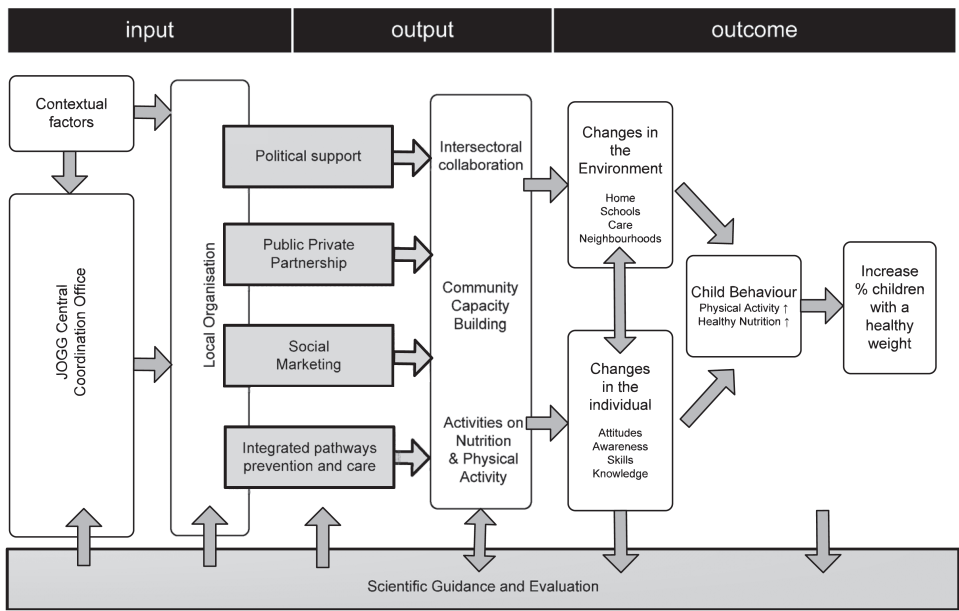 input
output
outcome
Contextual
factors
JOGG Central
Coordination Office
Local Organisation
Political support
Public Private
Partnership
Social
Marketing
Integrated pathways
prevention and care
Intersectoral
collaboration
Community
Capacity
Building
Activities on
Nutrition
& Physical
Activity
Changes in
the
Environment
Home
Schools
Care
Neighbourhoods
Changes
in the
individual
Attitudes
Awareness
Skills
Knowledge
Child Behaviour
Physical Activity ↑
Healthy Nutrition ↑
Increase
% children
with a
healthy
weight
Scientific Guidance and Evaluation